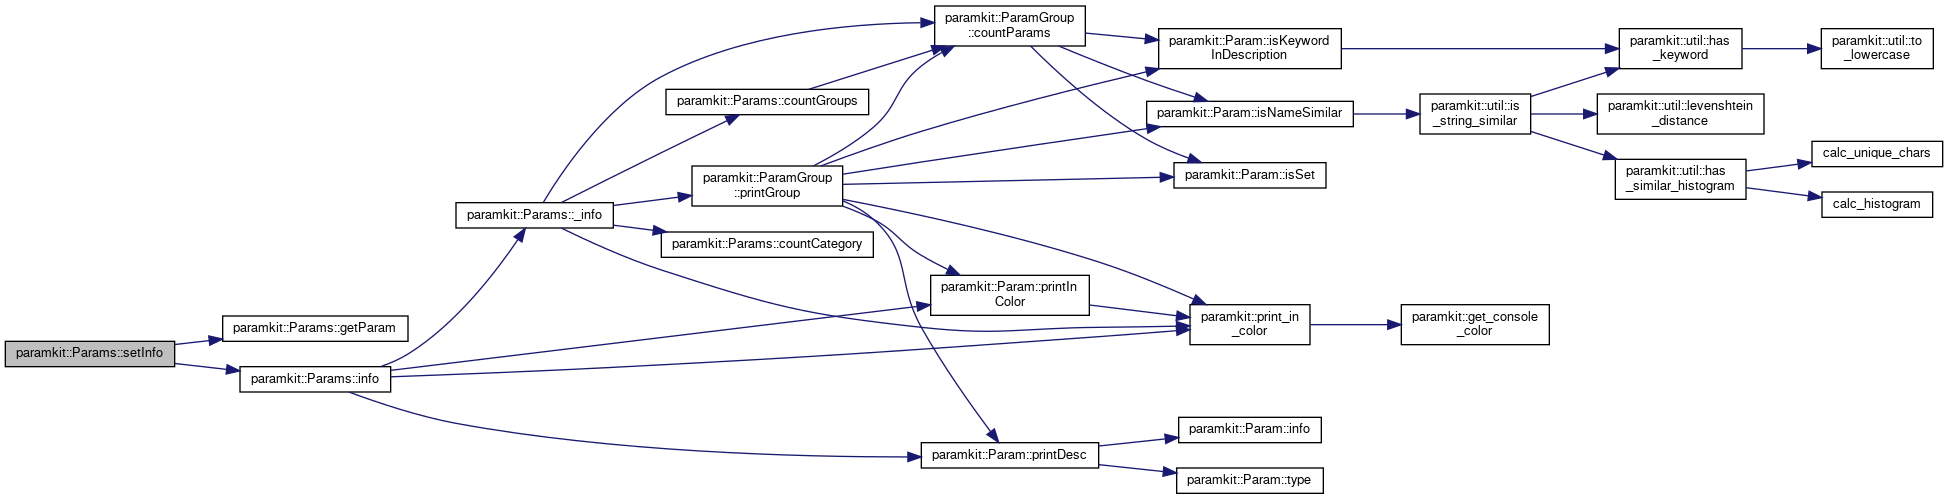 paramkit::Params::setInfo
paramkit::Params::getParam
paramkit::Params::info
paramkit::Params::_info
paramkit::Params::countGroups
paramkit::ParamGroup
::printGroup
paramkit::Params::countCategory
paramkit::ParamGroup
::countParams
paramkit::Param::printIn
Color
paramkit::Param::printDesc
paramkit::Param::isKeyword
InDescription
paramkit::Param::isNameSimilar
paramkit::Param::isSet
paramkit::print_in
_color
paramkit::Param::info
paramkit::Param::type
paramkit::util::is
_string_similar
paramkit::get_console
_color
paramkit::util::has
_keyword
paramkit::util::levenshtein
_distance
paramkit::util::has
_similar_histogram
paramkit::util::to
_lowercase
calc_unique_chars
calc_histogram